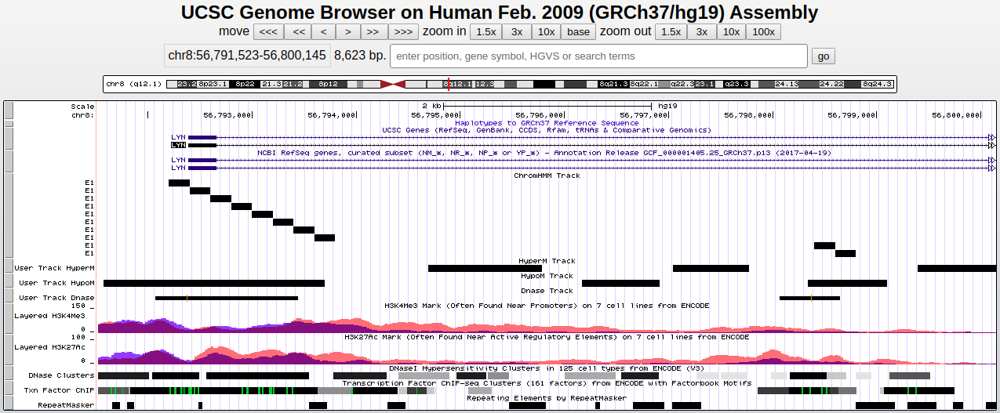 UCSC Genome Browser on Human Feb. 2009 (GRCh37/hg19) Assembly
move <<< << < > >> >>> zoom in 1.5x 3x 10x base zoom out 1.5x 3x 10x 100x
chr8:56,791,523-56,800,145 8,623 bp. enter position, gene symbol, HGVS or search terms go
chr8 (q12.1) 23.2 8p23.1 8p22 21.3 21.2 8p12 8q12.1 12.3 8q21.3 8q22.1 q22.3 23.1 q23.3 24.13 24.22 8q24.3
Scale 2 kb hg19
chr8: 56,793,000 56,794,000 56,795,000 56,796,000 56,797,000 56,798,000 56,799,000 56,800,000
Haplotypes to GRCh37 Reference Sequence
UCSC Genes (RefSeq, GenBank, CCDS, Rfam, tRNAs & Comparative Genomics)
LYN
LYN
NCBI RefSeq genes, curated subset (NM_*, NR_*, NP_* or YP_*) - Annotation Release GCF_000001405.25_GRCh37.p13 (2017-04-19)
LYN
LYN
ChromHMM Track
E1
E1
E1
E1
E1
E1
E1
E1
E1
E1
HyperM Track
User Track HyperM
HypoM Track
User Track HypoM
Dnase Track
User Track Dnase
H3K4Me3 Mark (Often Found Near Promoters) on 7 cell lines from ENCODE
150
Layered H3K4Me3
0
H3K27Ac Mark (Often Found Near Active Regulatory Elements) on 7 cell lines from ENCODE
100
Layered H3K27Ac
0
DNaseI Hypersensitivity Clusters in 125 cell types from ENCODE (V3)
DNase Clusters
Transcription Factor ChIP-seq Clusters (161 factors) from ENCODE with Factorbook Motifs
Txn Factor ChIP
Repeating Elements by RepeatMasker
RepeatMasker